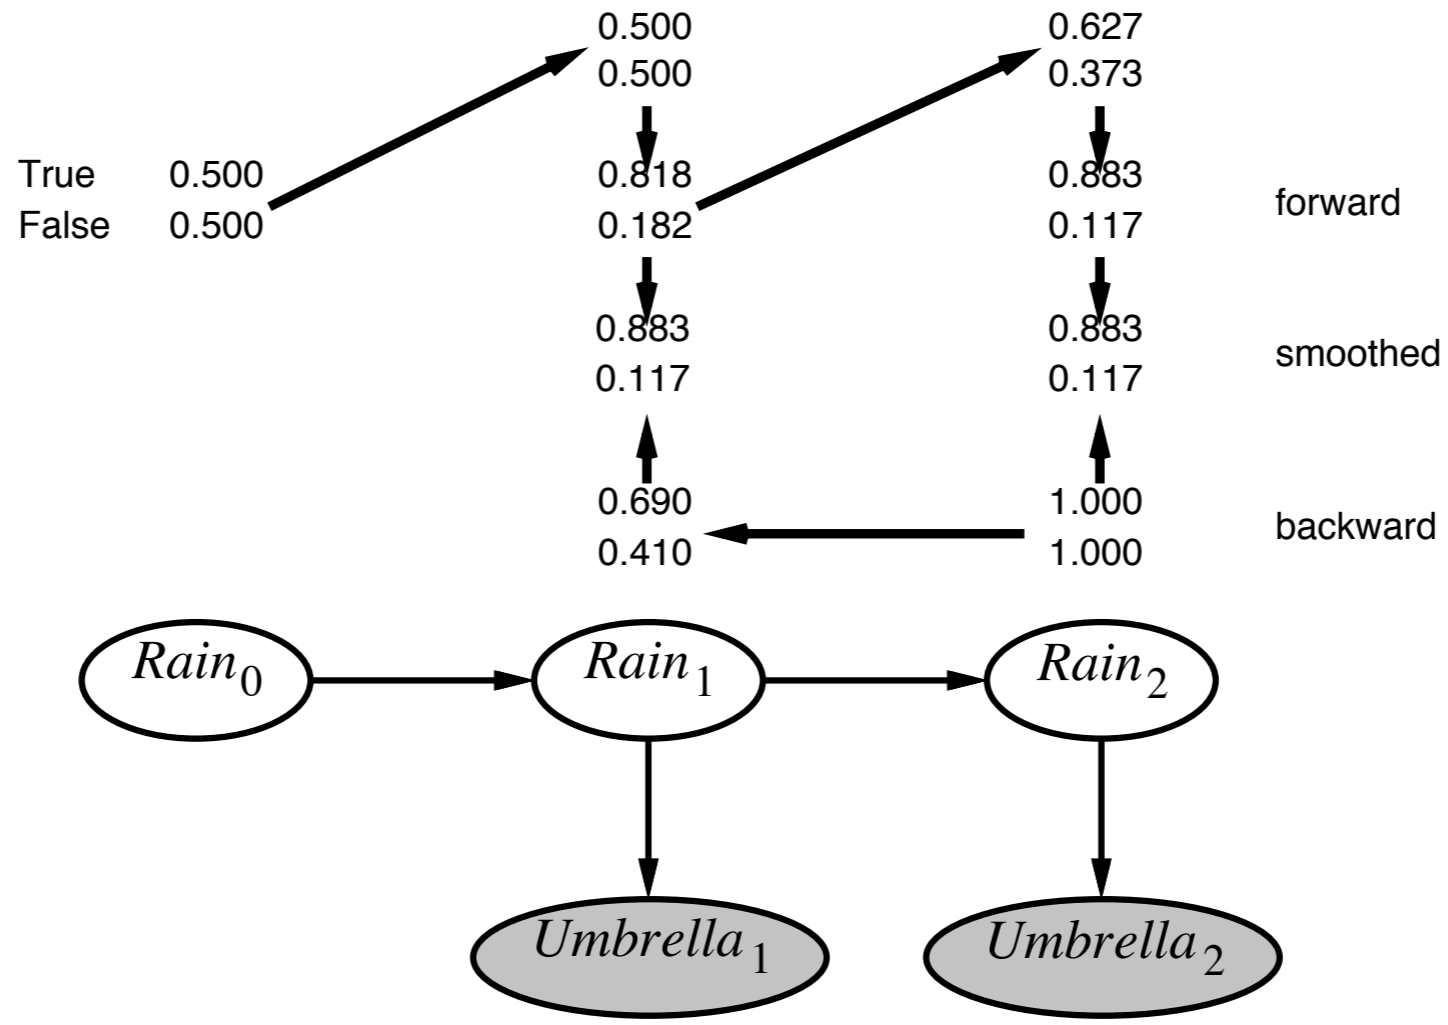 0.500 0.627
0.500 0.373
True 0.500 0.818 0.883
False 0.500 0.182 0.117 forward
0.883 0.883
0.117 0.117 smoothed
0.690 1.000
0.410 1.000 backward
Rain0 Rain1 Rain2
Umbrella1 Umbrella2